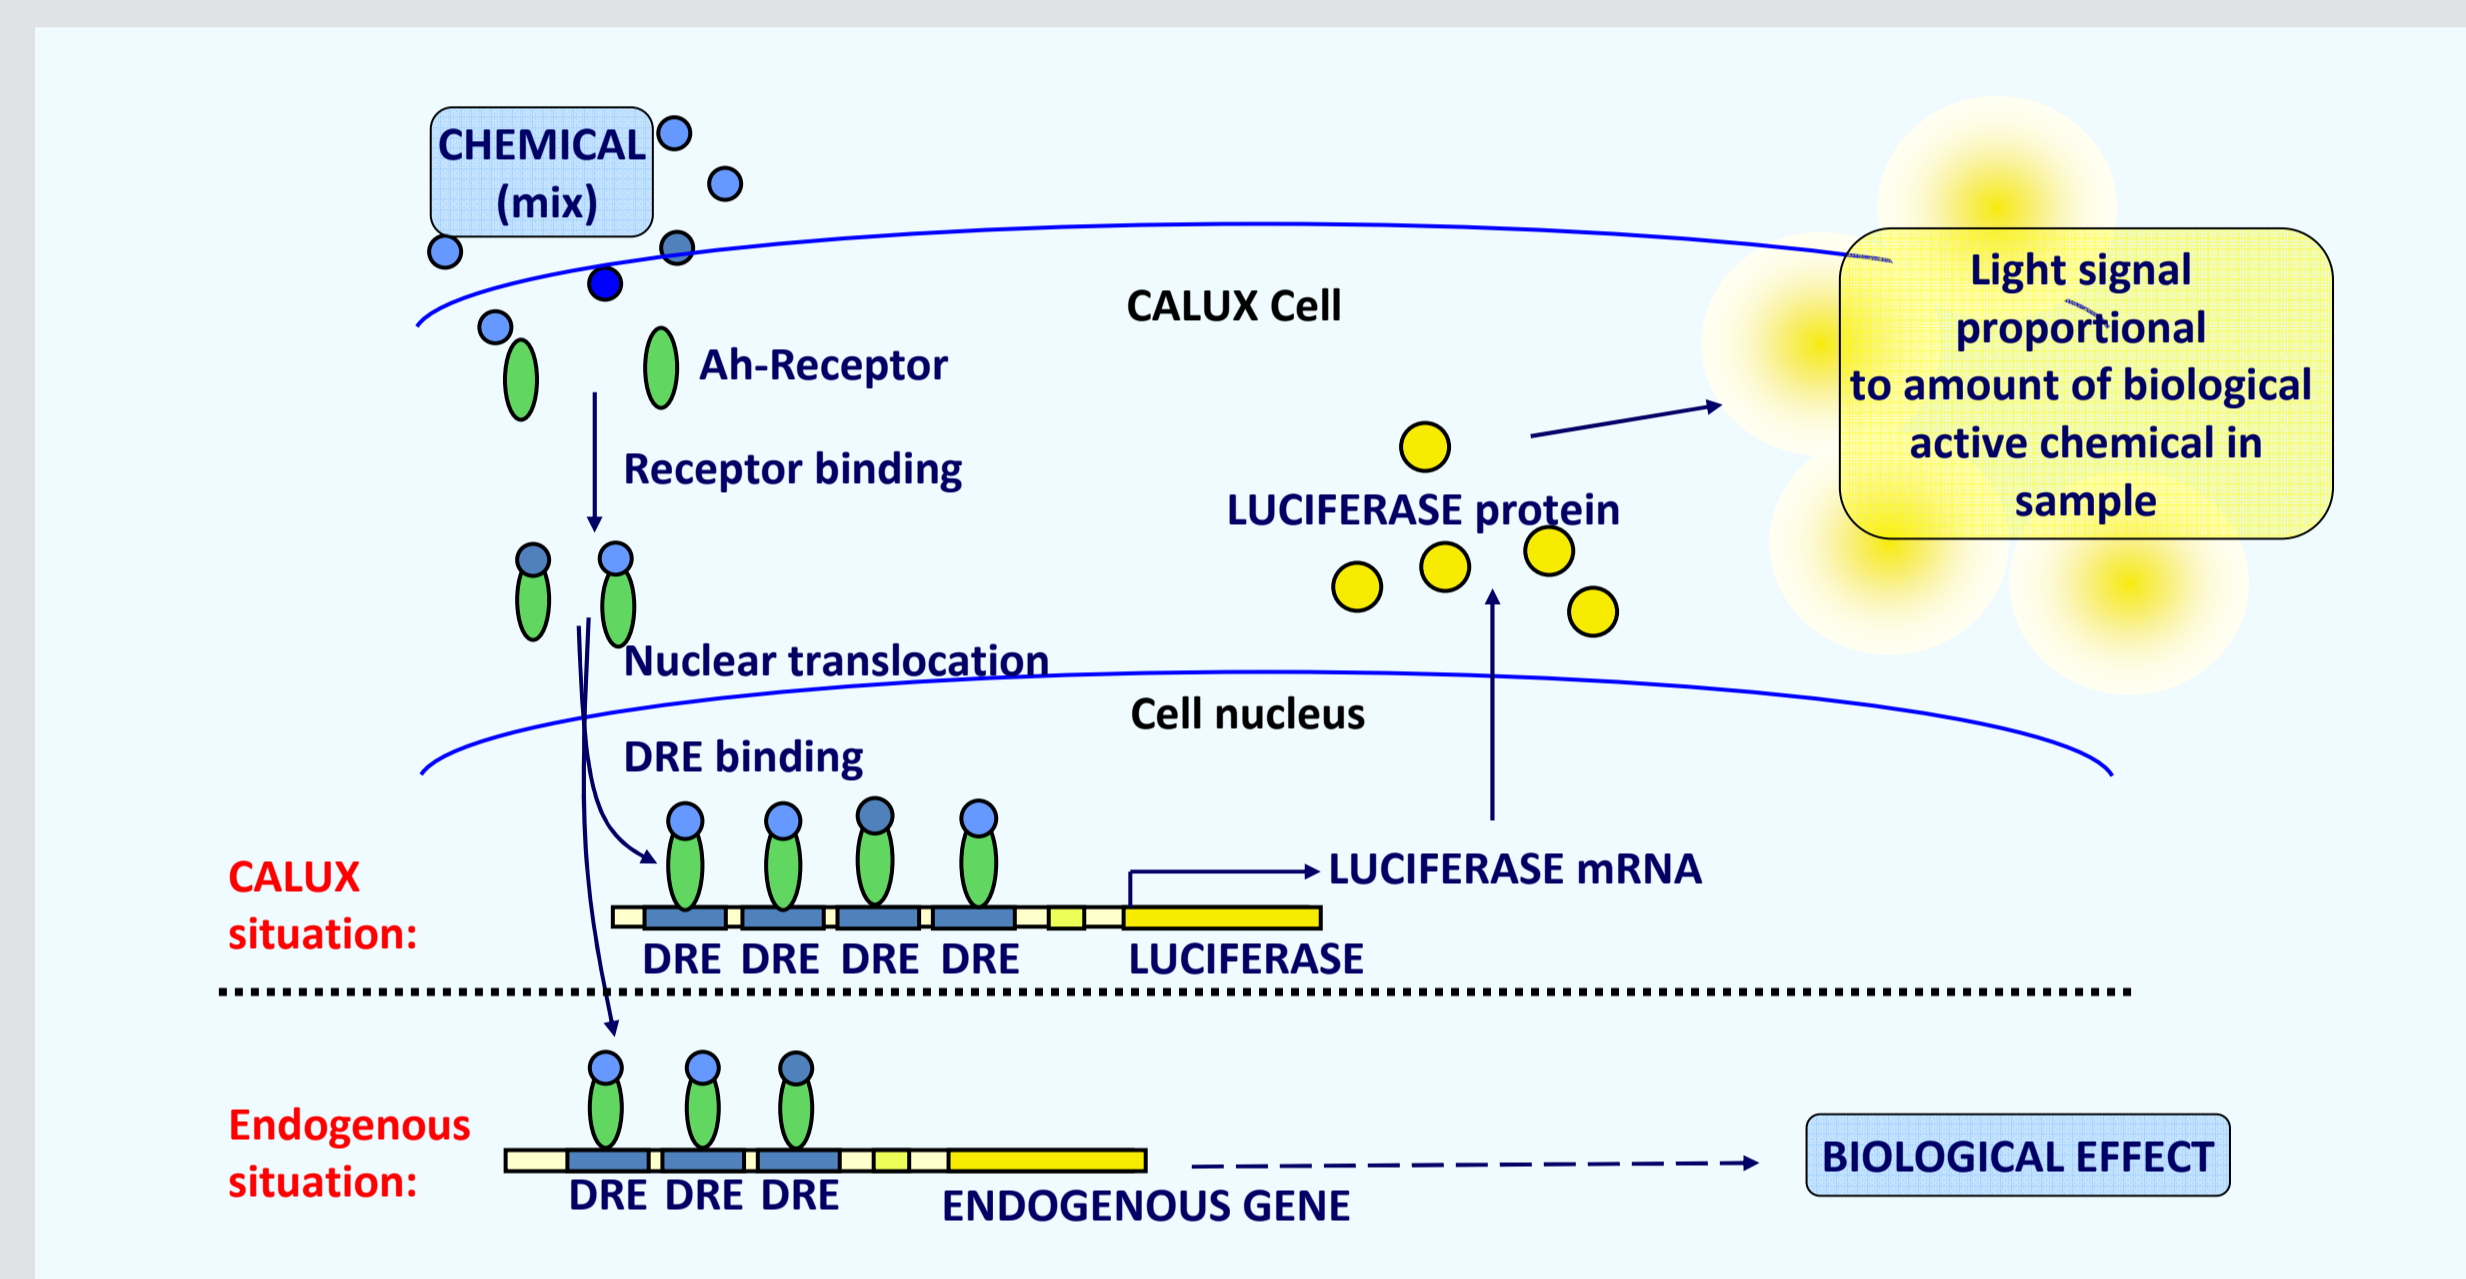 CHEMICAL
(mix)
CALUX Cell
Light signal
proportional
to amount of biological
active chemical in
sample
Ah-Receptor
Receptor binding
LUCIFERASE protein
Nuclear translocation
Cell nucleus
DRE binding
CALUX
situation:
LUCIFERASE mRNA
DRE DRE DRE DRE LUCIFERASE
Endogenous
situation:
DRE DRE DRE
ENDOGENOUS GENE
BIOLOGICAL EFFECT